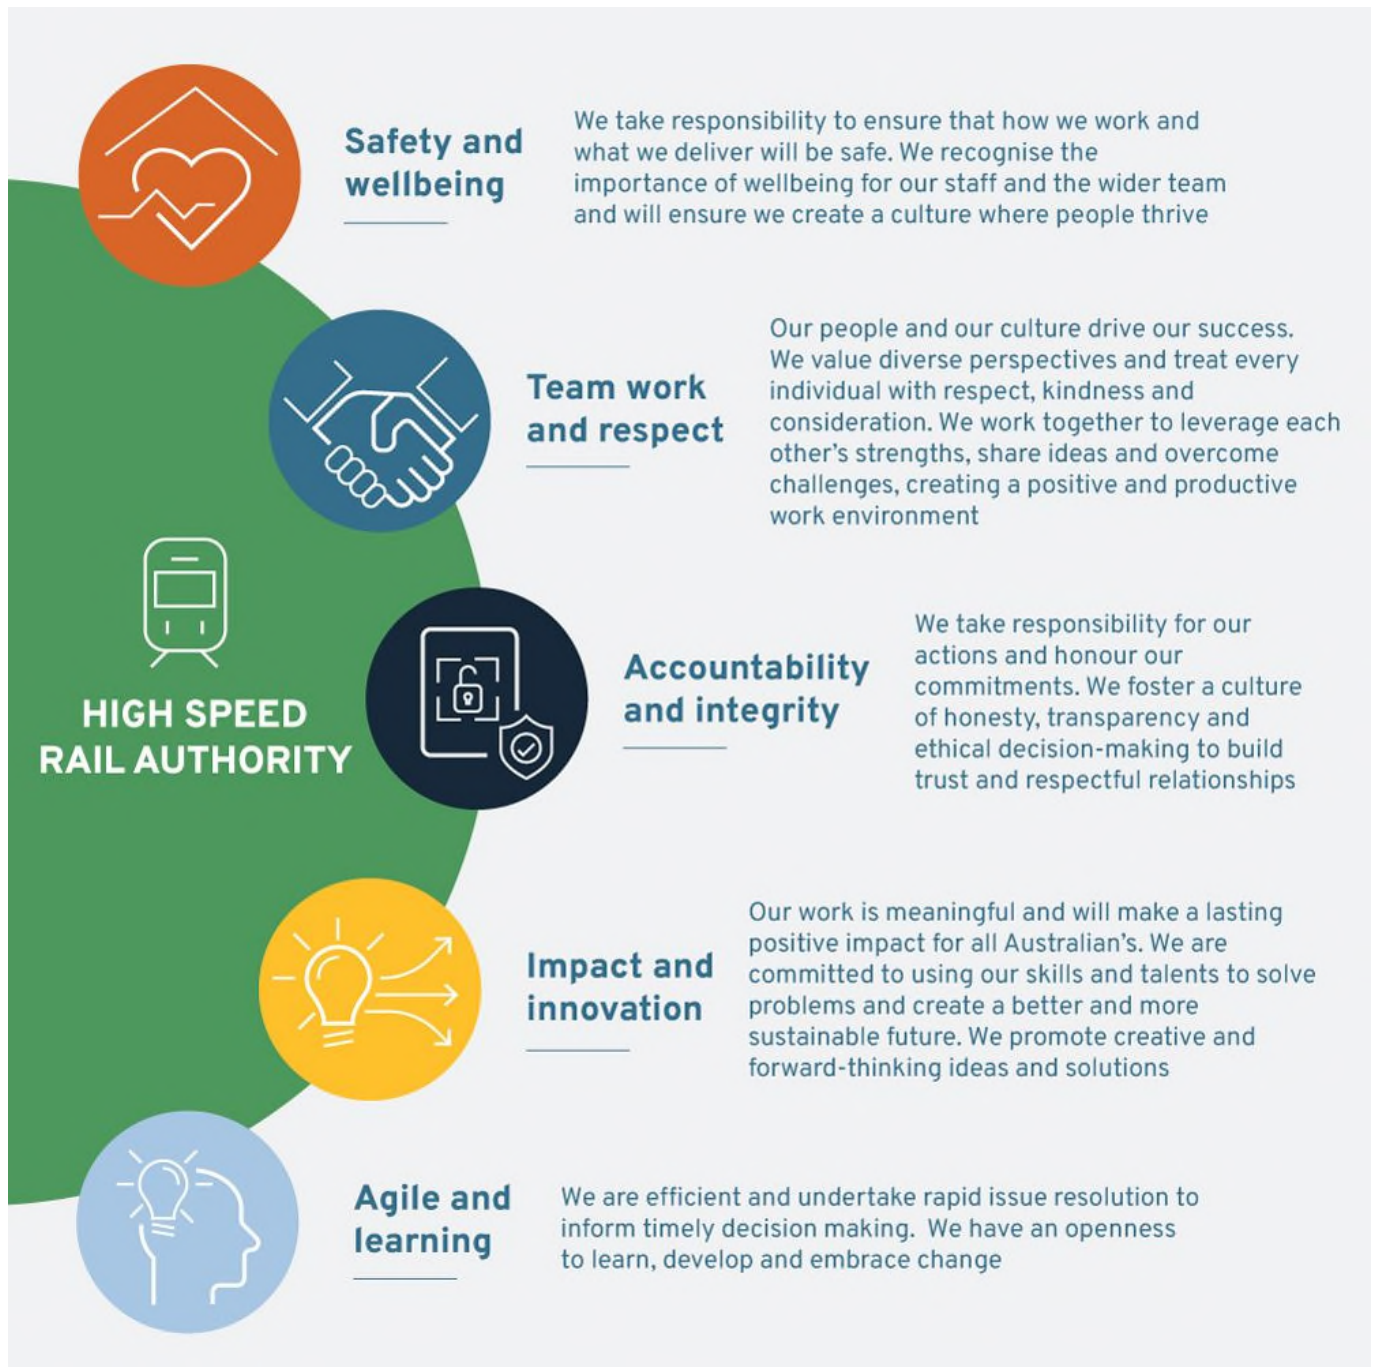 Safety and
wellbeing
We take responsibility to ensure that how we work and
what we deliver will be safe. We recognise the
importance of wellbeing for our staff and the wider team
and will ensure we create a culture where people thrive
Team work
and respect
Our people and our culture drive our success.
We value diverse perspectives and treat every
individual with respect, kindness and
consideration. We work together to leverage each
other’s strengths, share ideas and overcome
challenges, creating a positive and productive
work environment
HIGH SPEED
RAIL AUTHORITY
Accountability
and integrity
We take responsibility for our
actions and honour our
commitments. We foster a culture
of honesty, transparency and
ethical decision-making to build
trust and respectful relationships
Impact and
innovation
Our work is meaningful and will make a lasting
positive impact for all Australian’s. We are
committed to using our skills and talents to solve
problems and create a better and more
sustainable future. We promote creative and
forward-thinking ideas and solutions
Agile and
learning
We are efficient and undertake rapid issue resolution to
inform timely decision making.  We have an openness
to learn, develop and embrace change